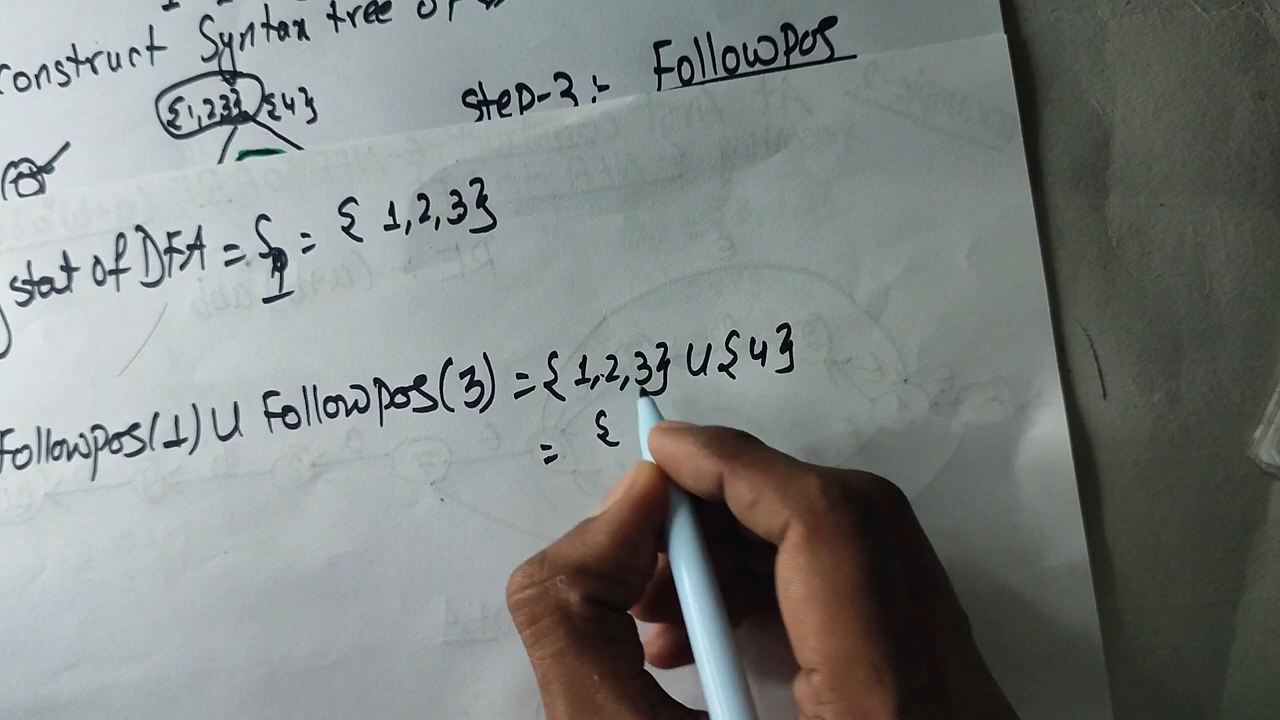 construct Syntax tree of
step-3:- Followpos
{1,2,3} {4}
stat of DFA = S1 = { 1,2,3}
Followpos(1) U Followpos(3) = { 1,2,3} U {4}
= {